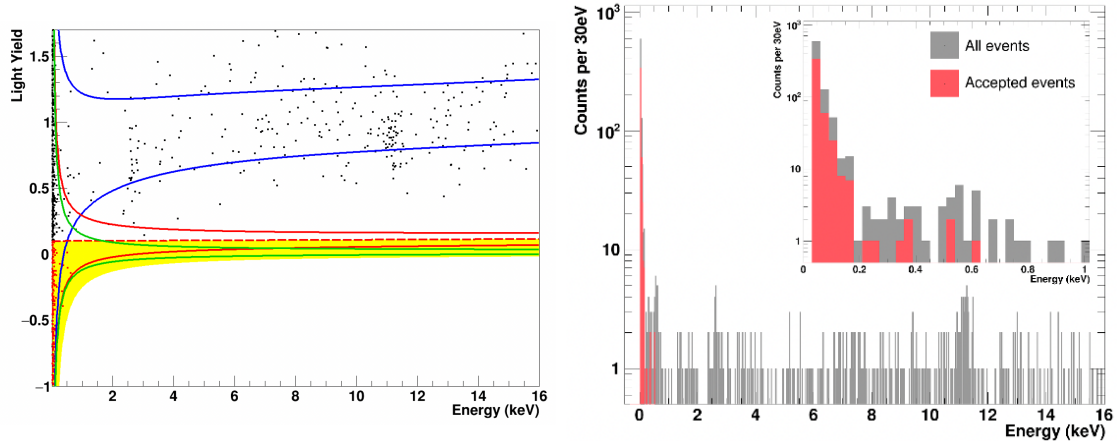 Light Yield
1.5
1
0.5
0
−0.5
−1
2 4 6 8 10 12 14 16
Energy (keV)
Counts per 30eV
10³
10²
10
1
0 2 4 6 8 10 12 14 16
Energy (keV)
Counts per 30eV
10³
10²
10
1
0 0.2 0.4 0.6 0.8 1
Energy (keV)
All events
Accepted events